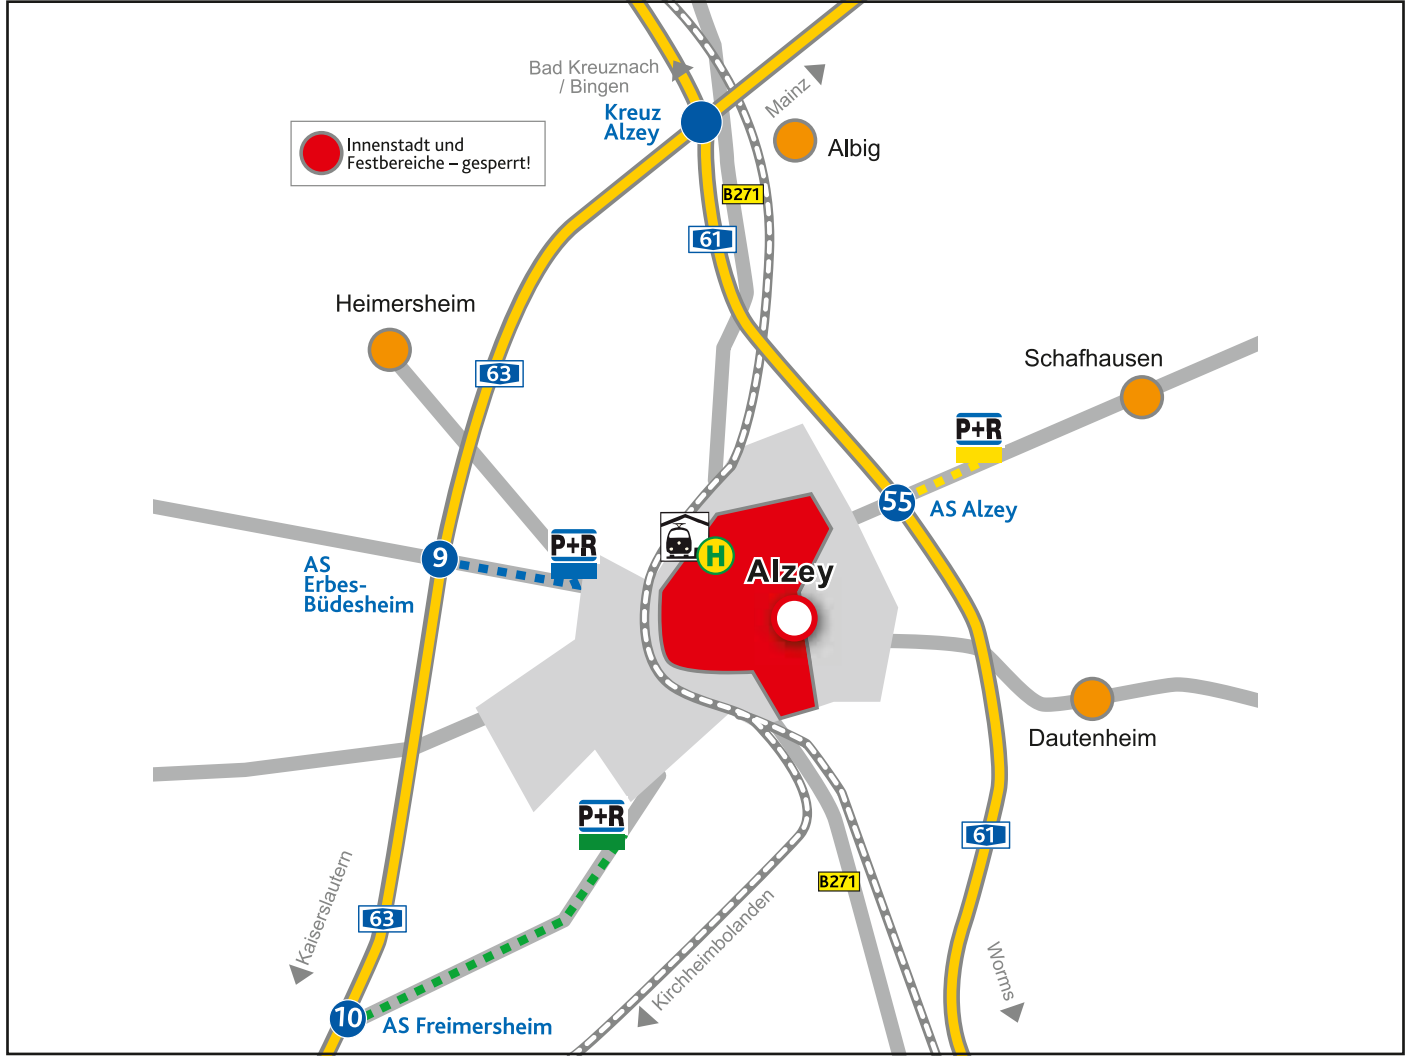 Bad Kreuznach
/ Bingen
Mainz
Kreuz
Alzey
Albig
Innenstadt und
Festbereiche – gesperrt!
B271
61
Heimersheim
63
Schafhausen
P+R
55
AS Alzey
P+R
H
Alzey
9
AS
Erbes-
Büdesheim
Dautenheim
P+R
61
B271
Kaiserslautern
63
Kirchheimbolanden
Worms
10
AS Freimersheim